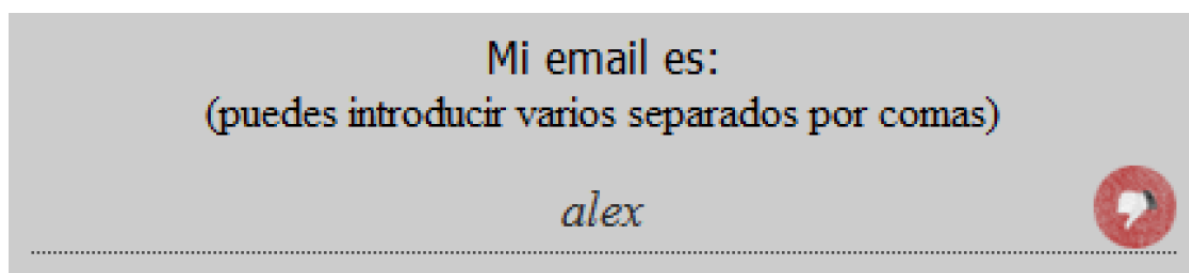 Mi email es:
(puedes introducir varios separados por comas)
alex